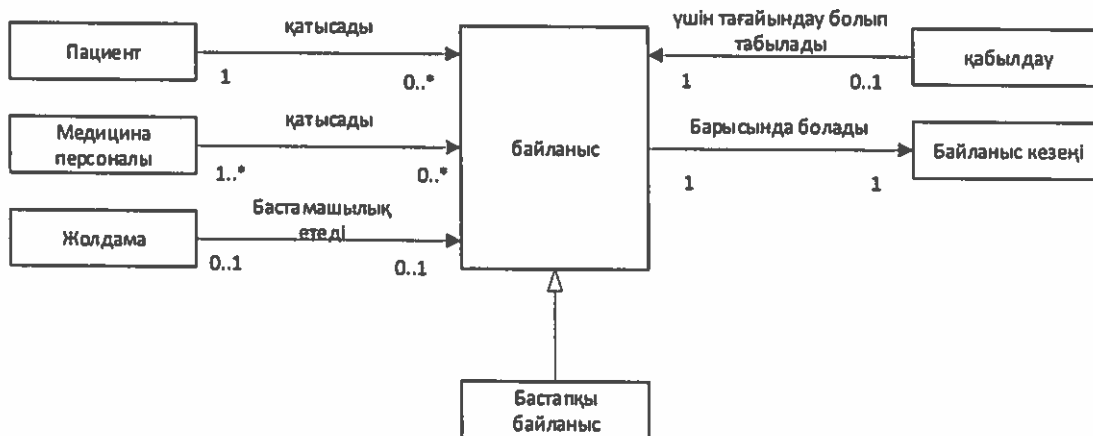 Пациент
қатысады
1
0..*
Медицина
персоналы
қатысады
1..*
0..*
Жолдама
Бастамашылық
етеді
0..1
0..1
байланыс
үшін тағайындау болып
табылады
1
0..1
қабылдау
Барысында болады
1
1
Байланыс кезеңі
Бастапқы
байланыс